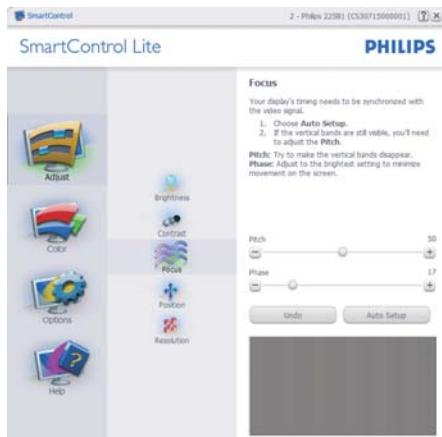 SmartControl
2 - Philips 225B1 (CS30715000001)
SmartControl Lite
PHILIPS
Adjust
Color
Options
Help
Brightness
Contrast
Focus
Position
Resolution
Focus
Your display's timing needs to be synchronized with
the video signal.
1. Choose Auto Setup.
2. If the vertical bands are still visible, you'll need
to adjust the Pitch.
Pitch: Try to make the vertical bands disappear.
Phase: Adjust to the brightest setting to minimize
movement on the screen.
Pitch 50
Phase 17
Undo Auto Setup